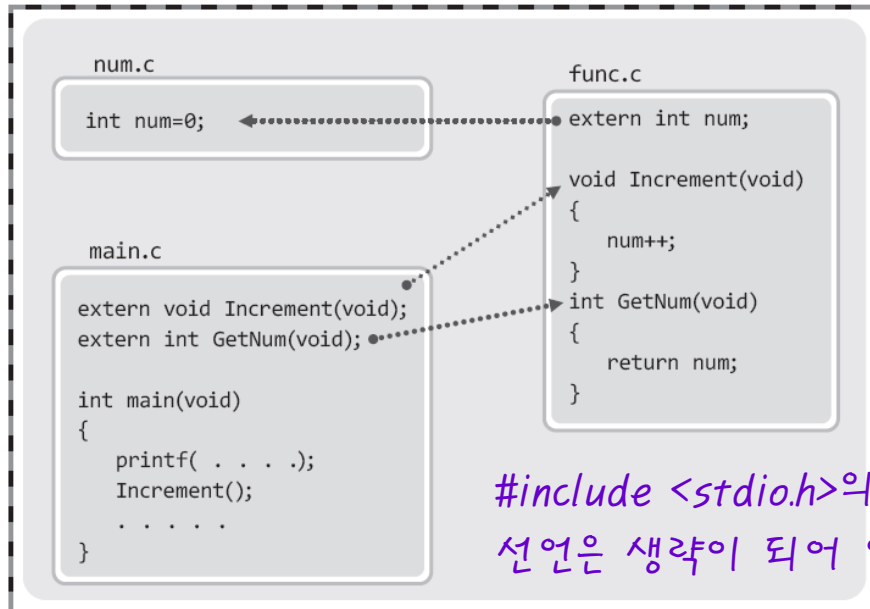 num.c
int num=0;
func.c
extern int num;
void Increment(void)
{
num++;
}
int GetNum(void)
{
return num;
}
main.c
extern void Increment(void);
extern int GetNum(void);
int main(void)
{
printf( . . . .);
Increment();
. . . . .
}
#include <stdio.h>의
선언은 생략이 되어